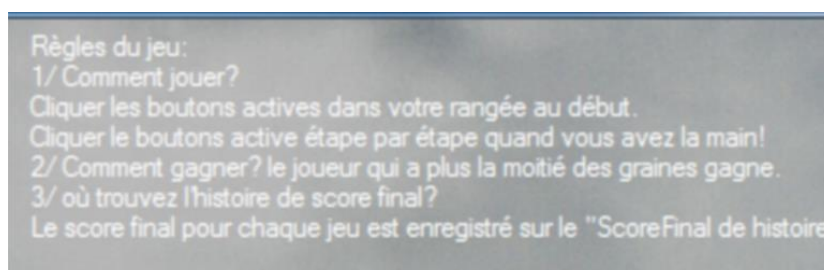 Règles du jeu:
1/ Comment jouer?
Cliquer les boutons actives dans votre rangée au début.
Cliquer le boutons active étape par étape quand vous avez la main!
2/ Comment gagner? le joueur qui a plus la moitié des graines gagne.
3/ où trouvez l'histoire de score final?
Le score final pour chaque jeu est enregistré sur le "ScoreFinal de histoire